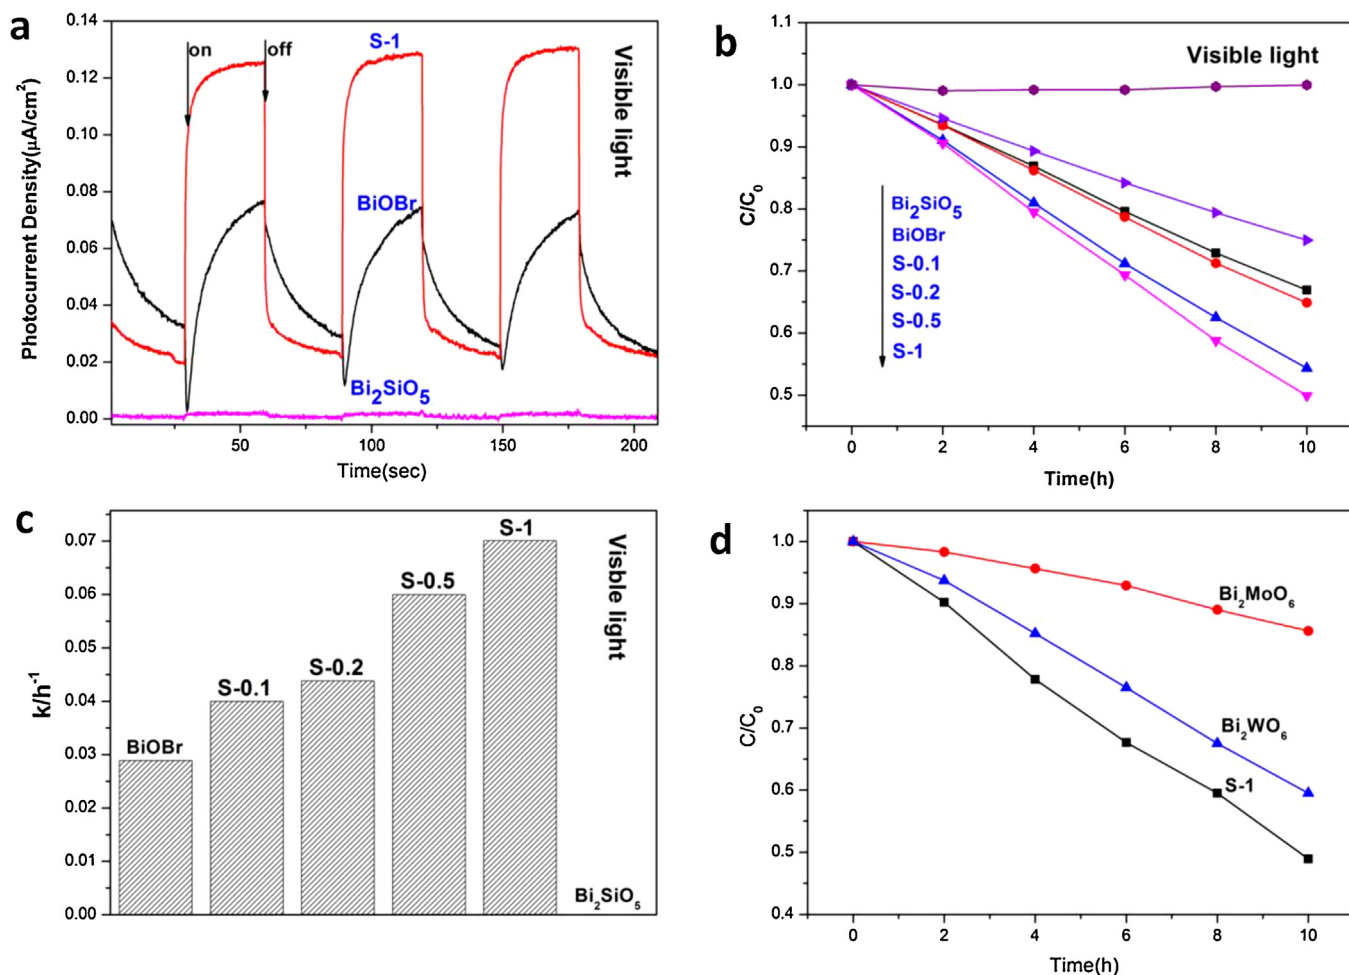 a
0.14
0.12
0.10
0.08
0.06
0.04
0.02
0.00
Photocurrent Density(μA/cm²)
on
off
S-1
BiOBr
Bi₂SiO₅
Visible light
50
100
150
200
Time(sec)
b
1.1
1.0
0.9
0.8
0.7
0.6
0.5
C/C₀
Visible light
Bi₂SiO₅
BiOBr
S-0.1
S-0.2
S-0.5
S-1
0
2
4
6
8
10
Time(h)
c
0.07
0.06
0.05
0.04
0.03
0.02
0.01
0.00
k/h⁻¹
BiOBr
S-0.1
S-0.2
S-0.5
S-1
Bi₂SiO₅
Visble light
d
1.0
0.9
0.8
0.7
0.6
0.5
0.4
C/C₀
Bi₂MoO₆
Bi₂WO₆
S-1
0
2
4
6
8
10
Time(h)